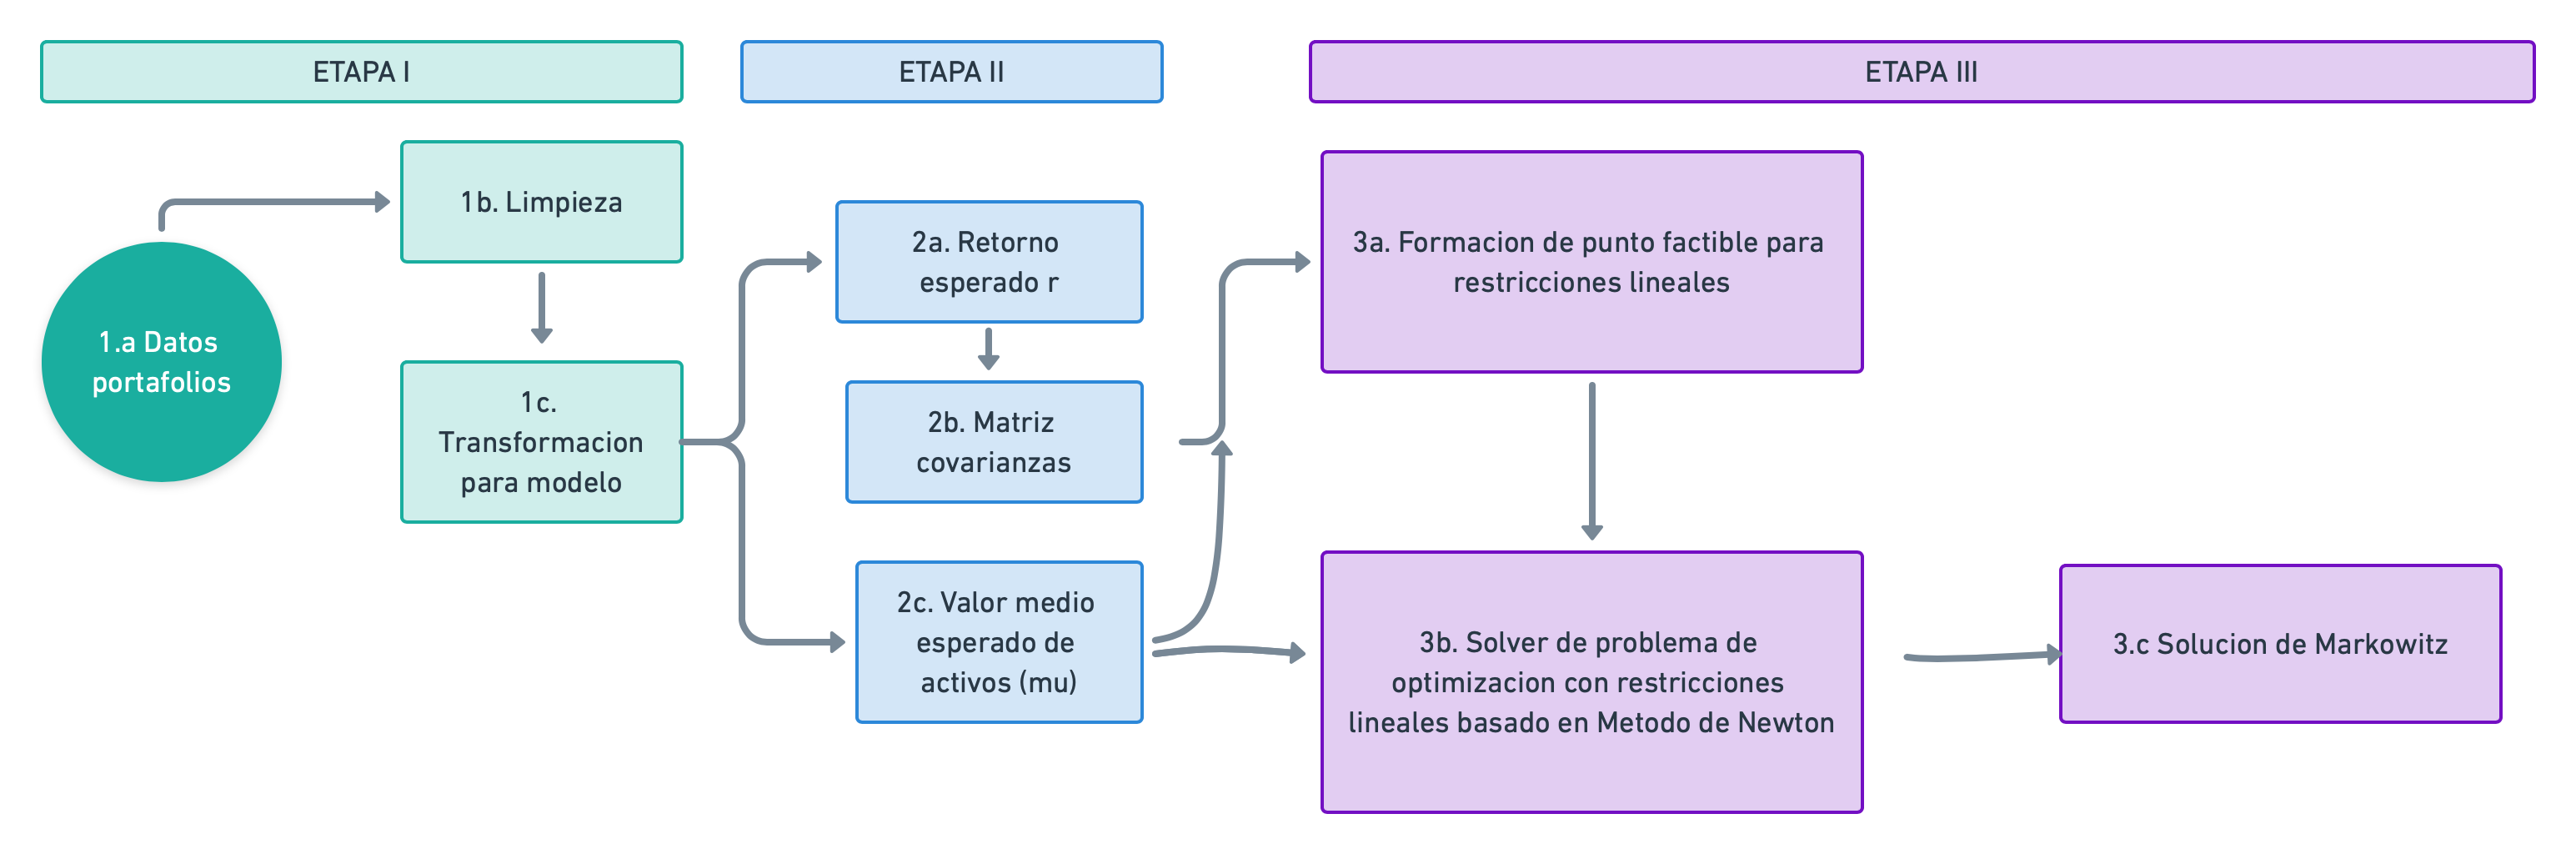 ETAPA I
ETAPA II
ETAPA III
1.a Datos
portafolios
1b. Limpieza
1c.
Transformacion
para modelo
2a. Retorno
esperado r
2b. Matriz
covarianzas
2c. Valor medio
esperado de
activos (mu)
3a. Formacion de punto factible para
restricciones lineales
3b. Solver de problema de
optimizacion con restricciones
lineales basado en Metodo de Newton
3.c Solucion de Markowitz